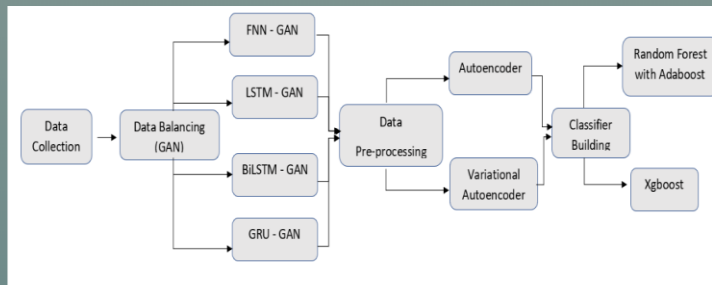 Data
Collection
Data Balancing
(GAN)
FNN - GAN
LSTM - GAN
BiLSTM - GAN
GRU - GAN
Data
Pre-processing
Autoencoder
Variational
Autoencoder
Classifier
Building
Random Forest
with Adaboost
Xgboost